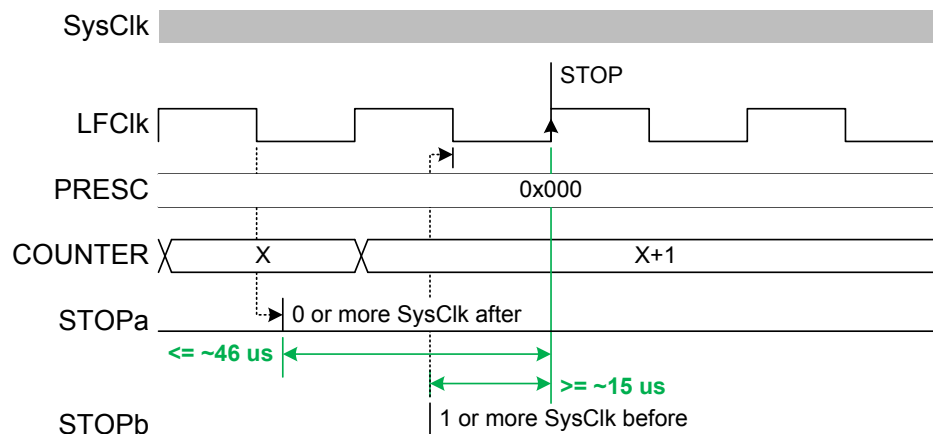 SysClk
STOP
LFClk
PRESC
0x000
COUNTER
X
X+1
STOPa
0 or more SysClk after
<= ~46 us
>= ~15 us
STOPb
1 or more SysClk before